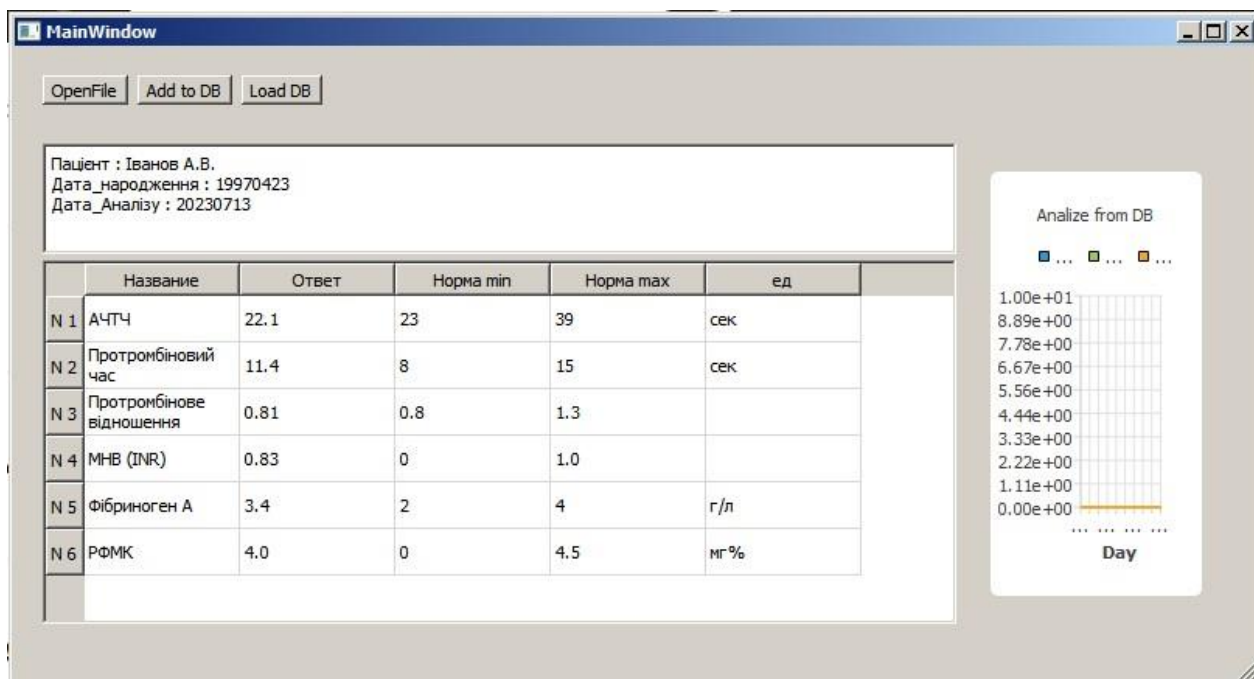 MainWindow
OpenFile Add to DB Load DB
Пацієнт : Іванов А.В.
Дата_народження : 19970423
Дата_Аналізу : 20230713
Название Ответ Норма min Норма max ед
N 1 АЧТЧ 22.1 23 39 сек
N 2 Протромбіновий
час 11.4 8 15 сек
N 3 Протромбінове
відношення 0.81 0.8 1.3
N 4 МНВ (INR) 0.83 0 1.0
N 5 Фібриноген А 3.4 2 4 г/л
N 6 РФМК 4.0 0 4.5 мг%
Analize from DB
... ... ...
1.00e+01
8.89e+00
7.78e+00
6.67e+00
5.56e+00
4.44e+00
3.33e+00
2.22e+00
1.11e+00
0.00e+00
... ... ... ...
Day